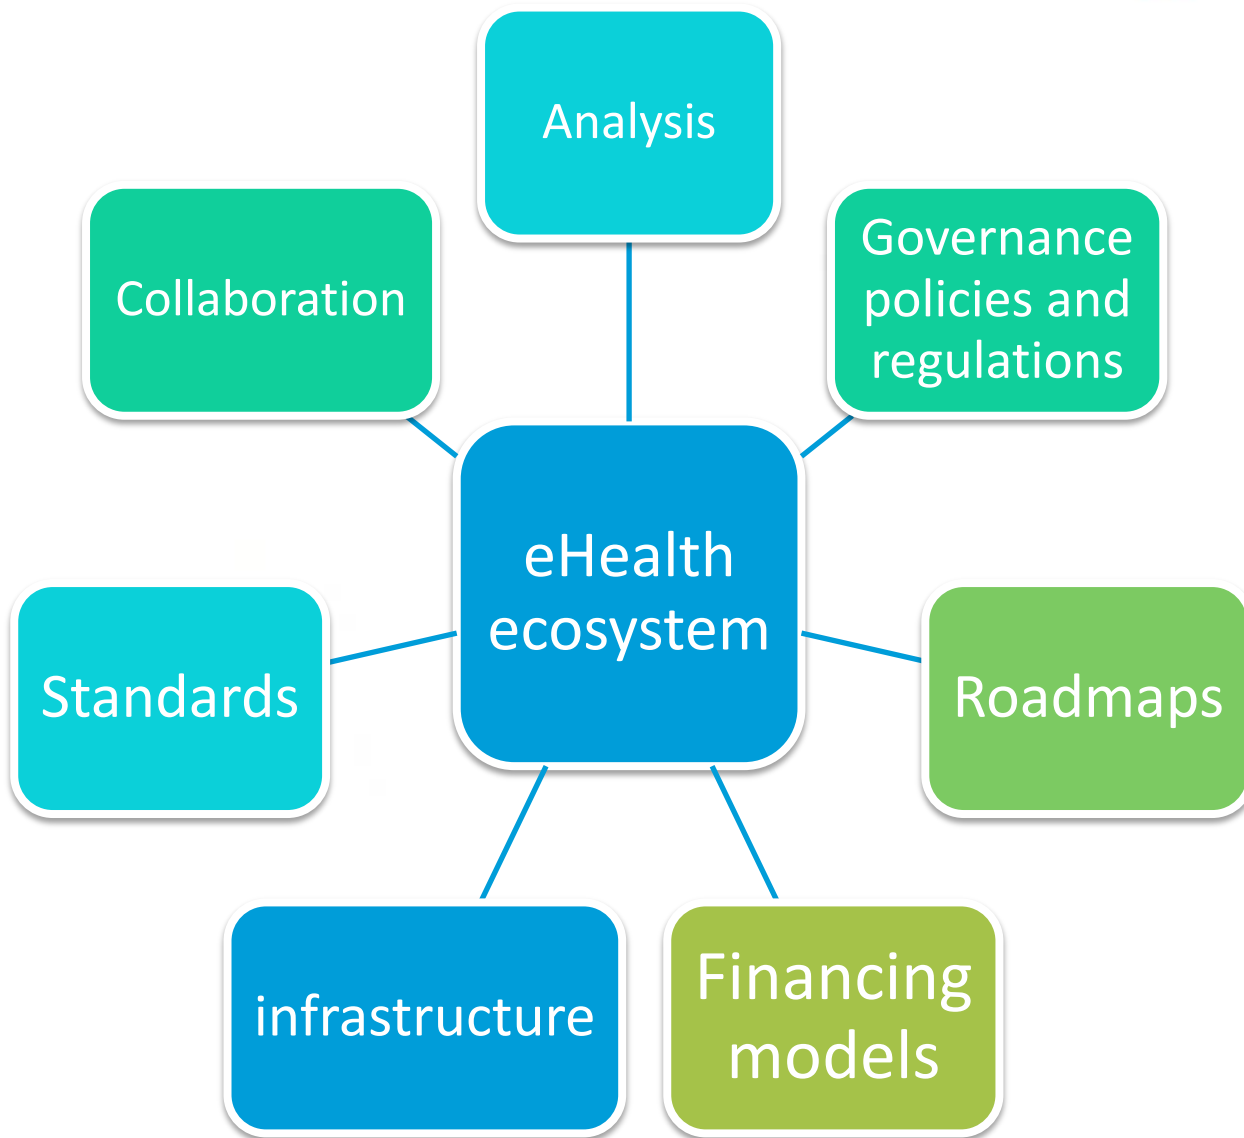 Analysis
Collaboration
Governance
policies and
regulations
eHealth
ecosystem
Standards
Roadmaps
infrastructure
Financing
models